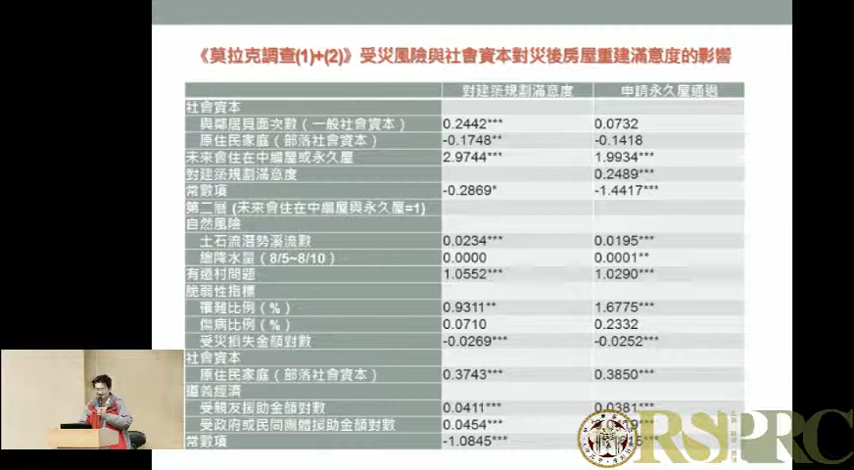 《莫拉克調查(1)+(2)》受災風險與社會資本對災後房屋重建滿意度的影響
對建築規劃滿意度 申請永久屋通過
社會資本
與鄰居見面次數（一般社會資本） 0.2442*** 0.0732
原住民家庭（部落社會資本） -0.1748** -0.1418
未來會住在中繼屋或永久屋 2.9744*** 1.9934***
對建築規劃滿意度 0.2489***
常數項 -0.2869* -1.4417***
第二層 (未來會住在中繼屋與永久屋=1)
自然風險
土石流潛勢溪流數 0.0234*** 0.0195***
總降水量（8/5~8/10） 0.0000 0.0001**
有遷村問題 1.0552*** 1.0290***
脆弱性指標
罹難比例（%） 0.9311** 1.6775***
傷病比例（%） 0.0710 0.2332
受災損失金額對數 -0.0269*** -0.0252***
社會資本
原住民家庭（部落社會資本） 0.3743*** 0.3850***
道義經濟
受親友援助金額對數 0.0411*** 0.0381***
受政府或民間團體援助金額對數 0.0454***
常數項 -1.0845***
RSPRC